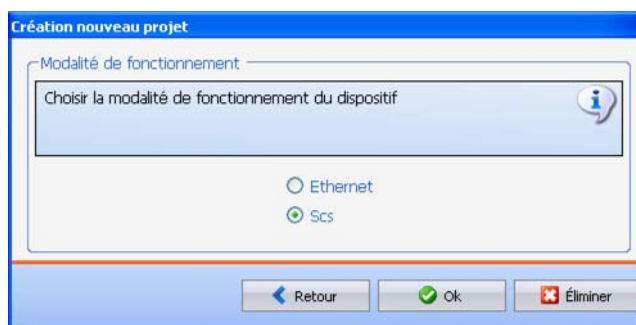 Création nouveau projet
Modalité de fonctionnement
Choisir la modalité de fonctionnement du dispositif
Ethernet
Scs
Retour
Ok
Éliminer